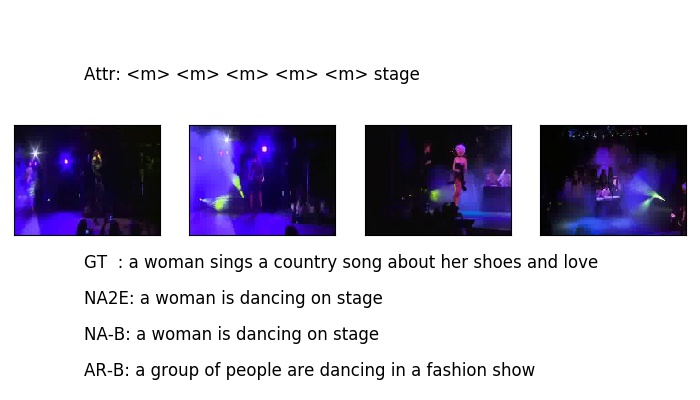 Attr: <m> <m> <m> <m> <m> stage
GT  : a woman sings a country song about her shoes and love
NA2E: a woman is dancing on stage
NA-B: a woman is dancing on stage
AR-B: a group of people are dancing in a fashion show